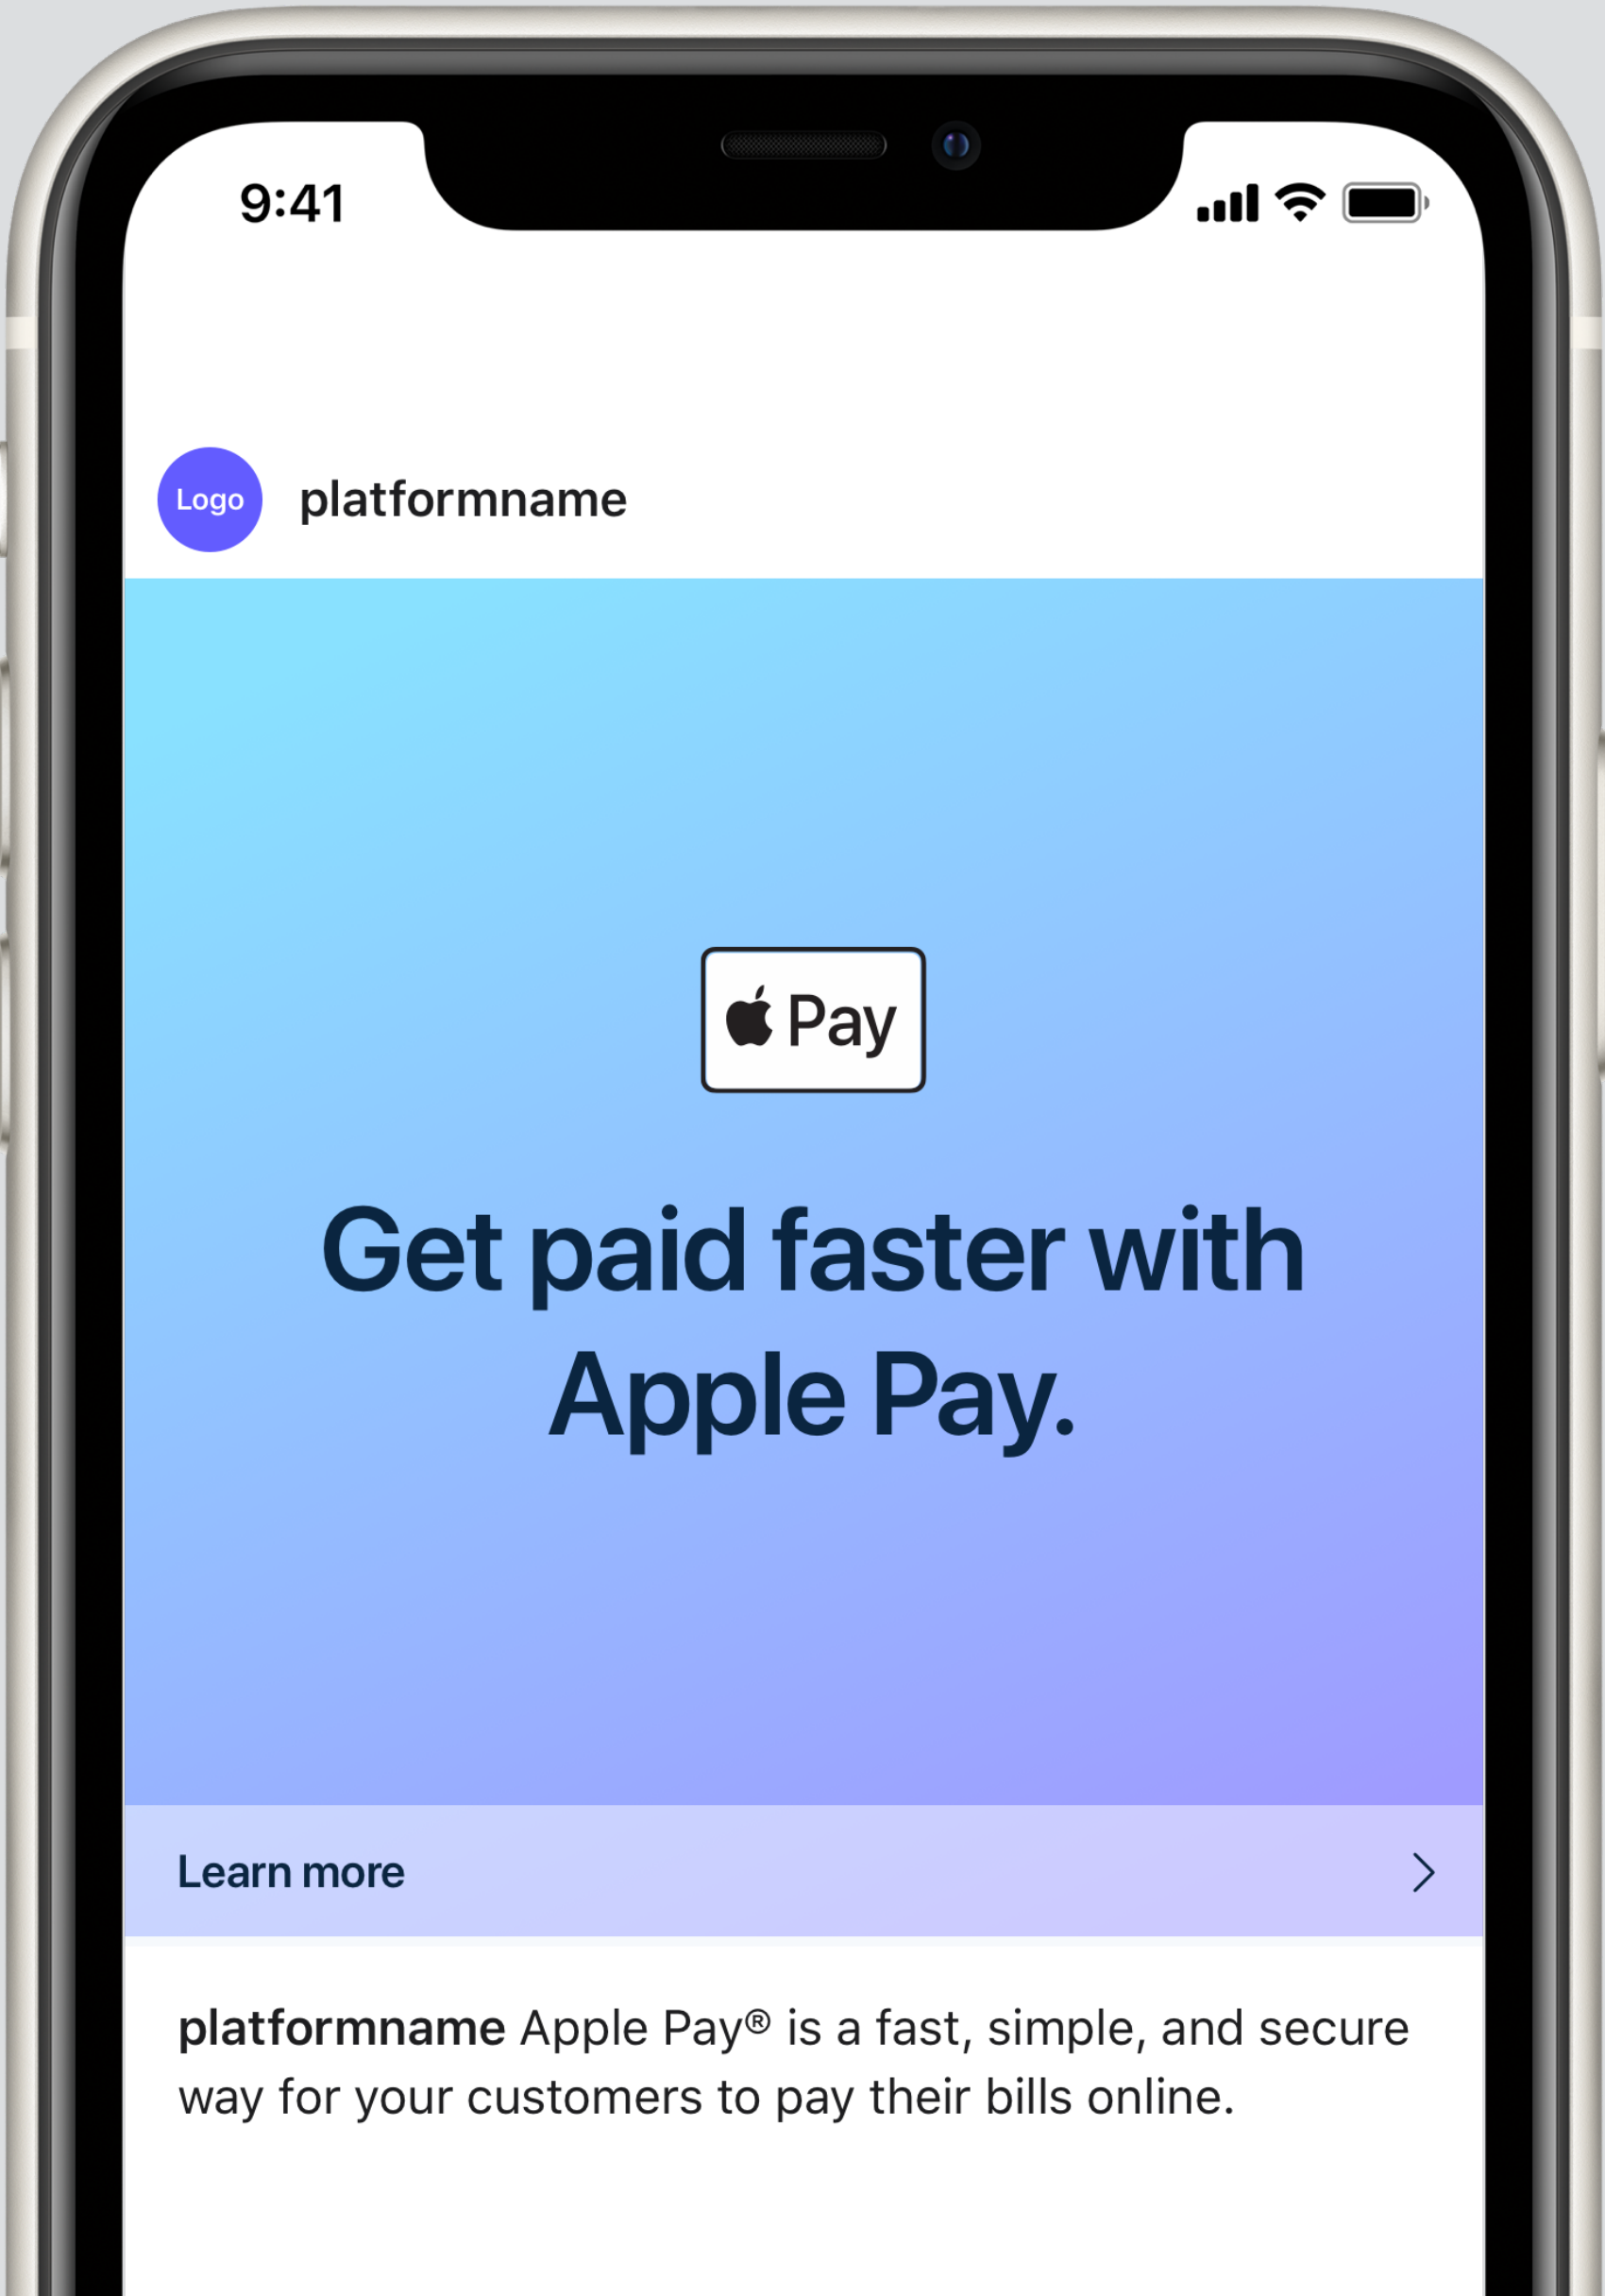 9:41
Logo
platformname
Pay
Get paid faster with
Apple Pay.
Learn more
platformname Apple Pay® is a fast, simple, and secure
way for your customers to pay their bills online.